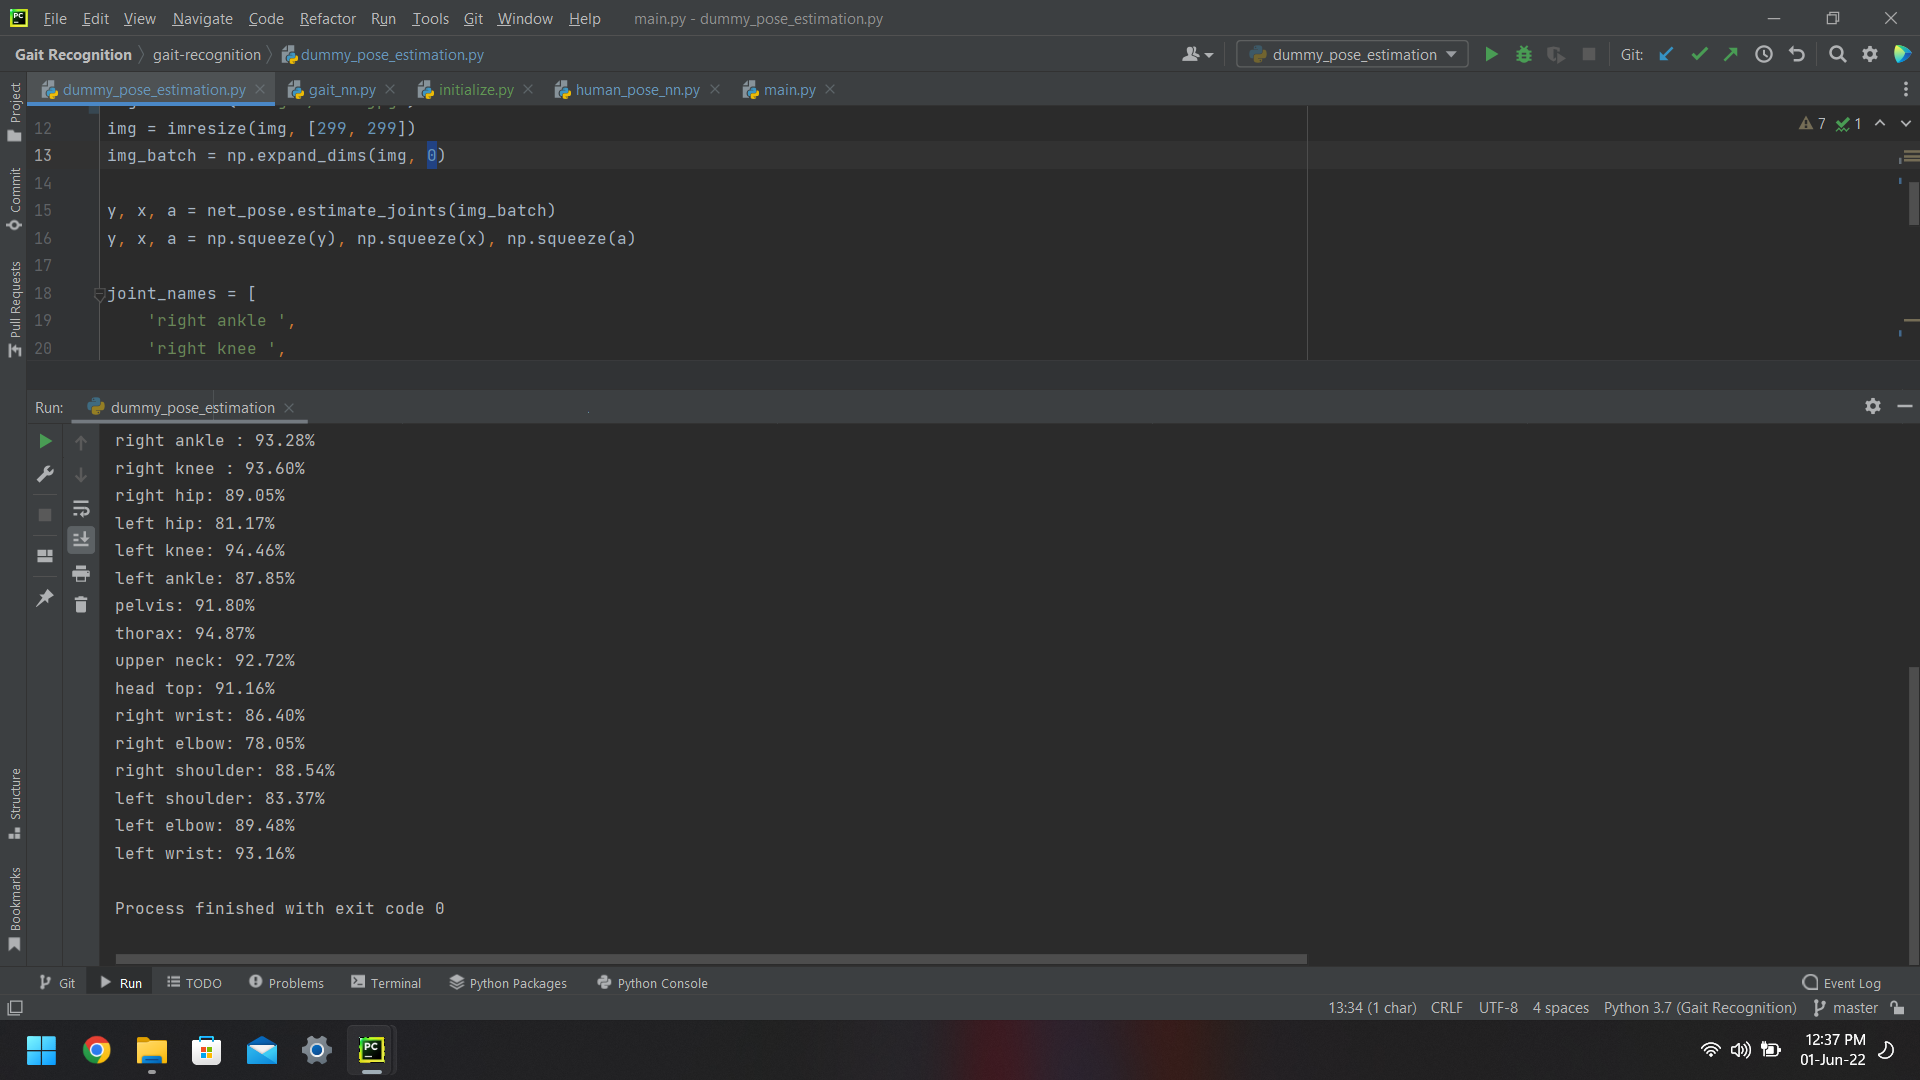 File Edit View Navigate Code Refactor Run Tools Git Window Help main.py - dummy_pose_estimation.py
Gait Recognition gait-recognition dummy_pose_estimation.py dummy_pose_estimation Git:
dummy_pose_estimation.py gait_nn.py initialize.py human_pose_nn.py main.py
12 img = imresize(img, [299, 299])
7 1
13 img_batch = np.expand_dims(img, 0)
14
15 y, x, a = net_pose.estimate_joints(img_batch)
16 y, x, a = np.squeeze(y), np.squeeze(x), np.squeeze(a)
17
18 joint_names = [
19 'right ankle ',
20 'right knee ',
Project
Commit
Pull Requests
Structure
Bookmarks
Run: dummy_pose_estimation
right ankle : 93.28%
right knee : 93.60%
right hip: 89.05%
left hip: 81.17%
left knee: 94.46%
left ankle: 87.85%
pelvis: 91.80%
thorax: 94.87%
upper neck: 92.72%
head top: 91.16%
right wrist: 86.40%
right elbow: 78.05%
right shoulder: 88.54%
left shoulder: 83.37%
left elbow: 89.48%
left wrist: 93.16%
Process finished with exit code 0
Git Run TODO Problems Terminal Python Packages Python Console Event Log
13:34 (1 char) CRLF UTF-8 4 spaces Python 3.7 (Gait Recognition) master
12:37 PM
01-Jun-22